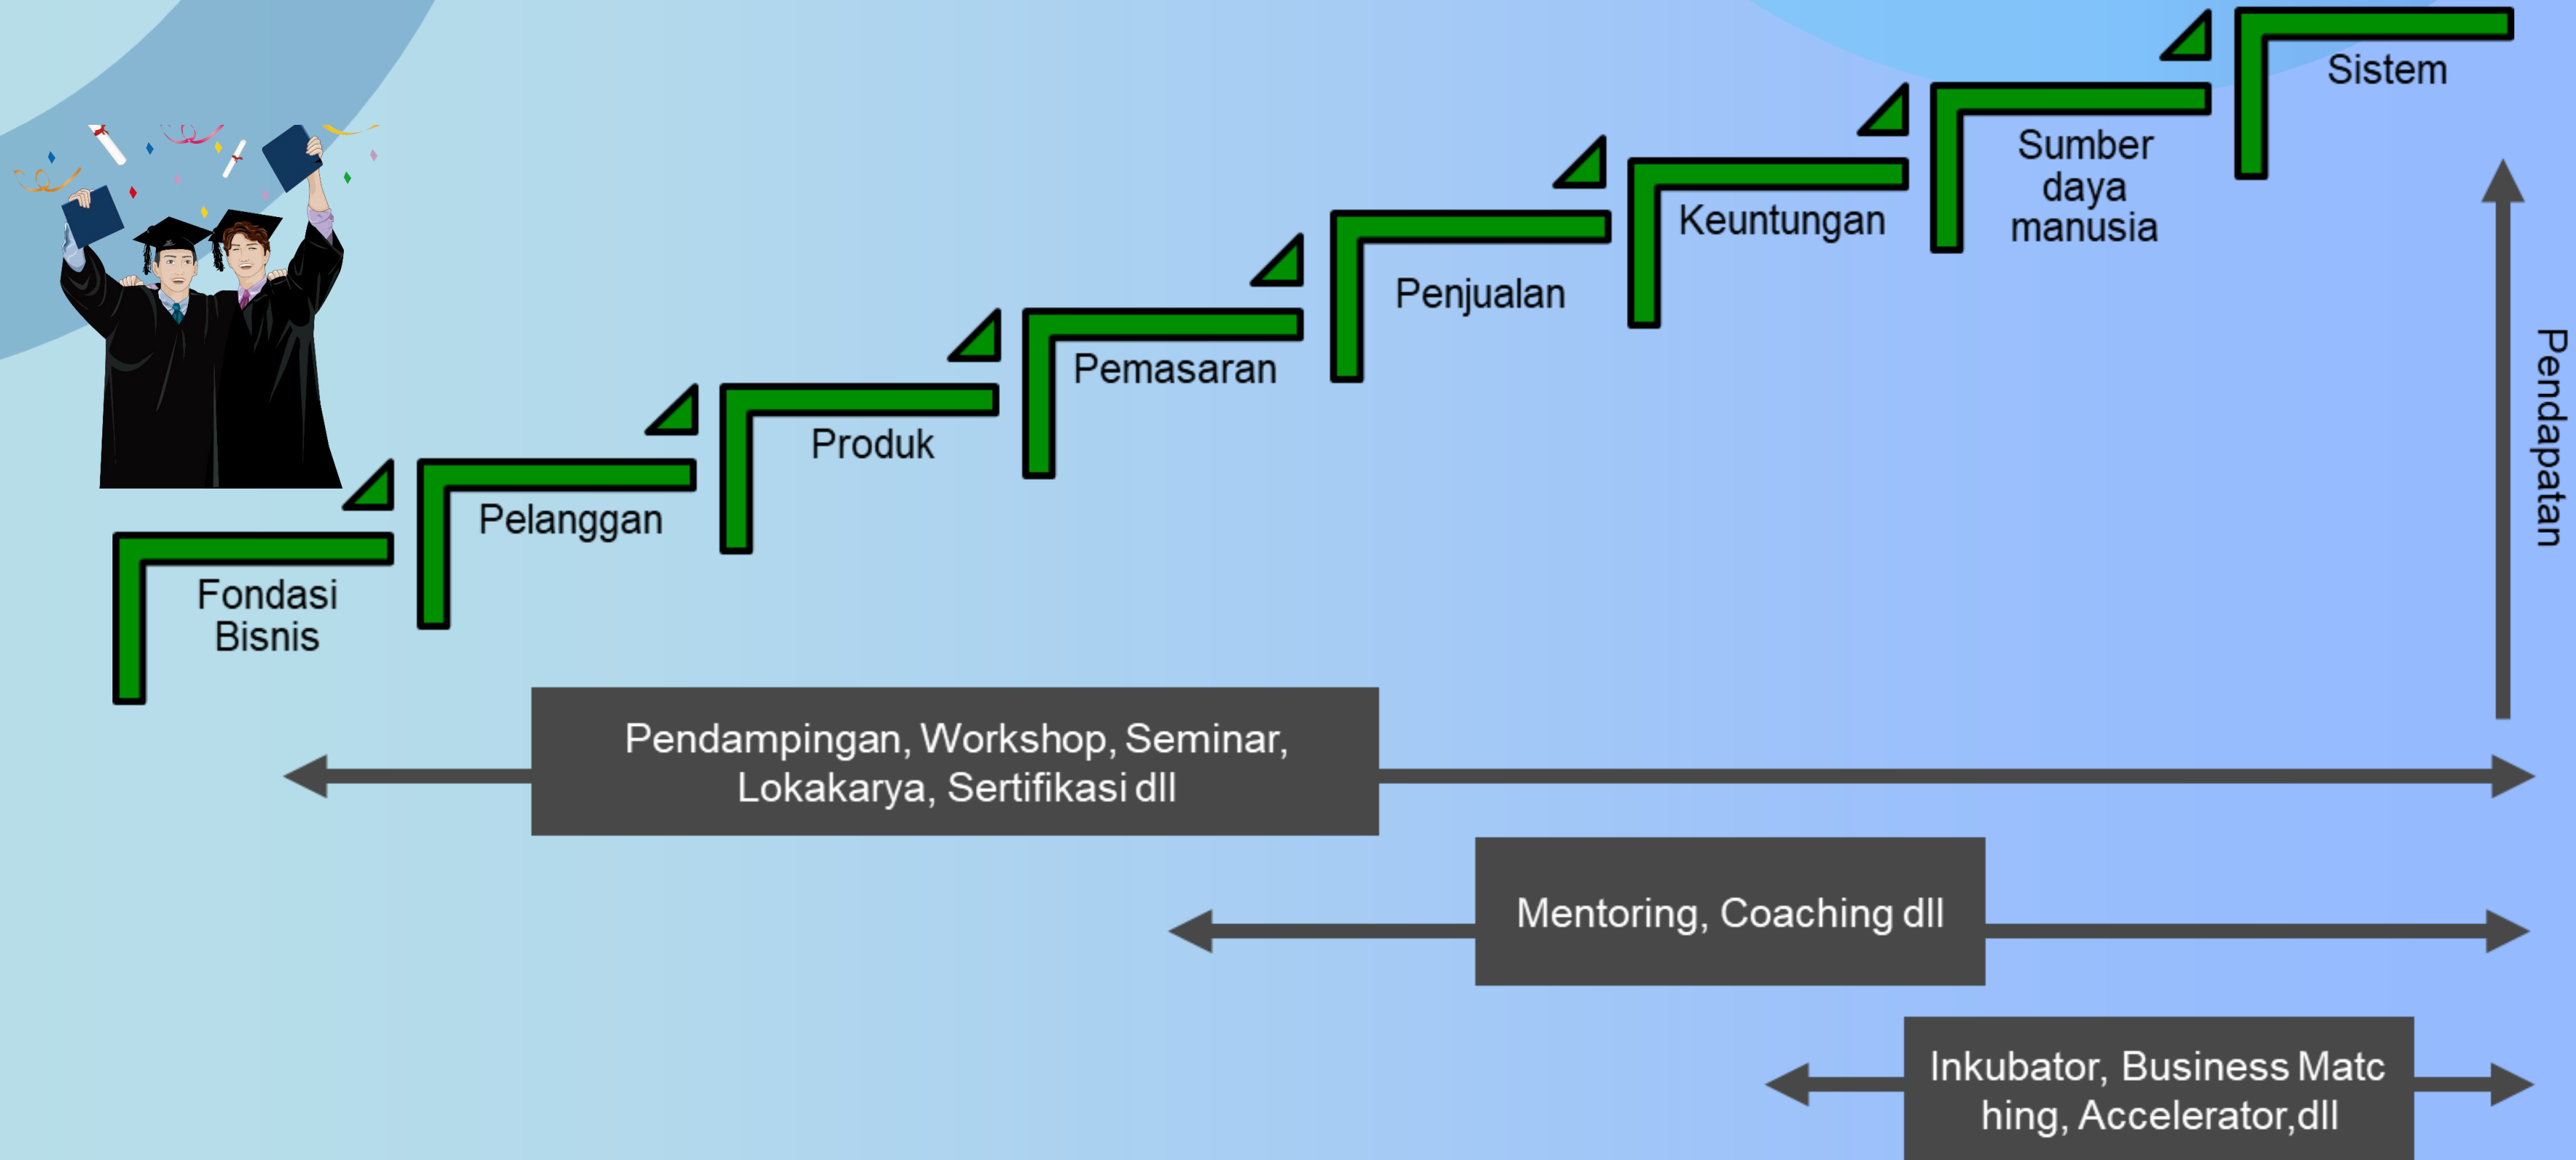 Sistem
Sumber
daya
manusia
Keuntungan
Penjualan
Pemasaran
Produk
Pelanggan
Fondasi
Bisnis
Pendapatan
Pendampingan, Workshop, Seminar,
Lokakarya, Sertifikasi dll
Mentoring, Coaching dll
Inkubator, Business Matc
hing, Accelerator,dll